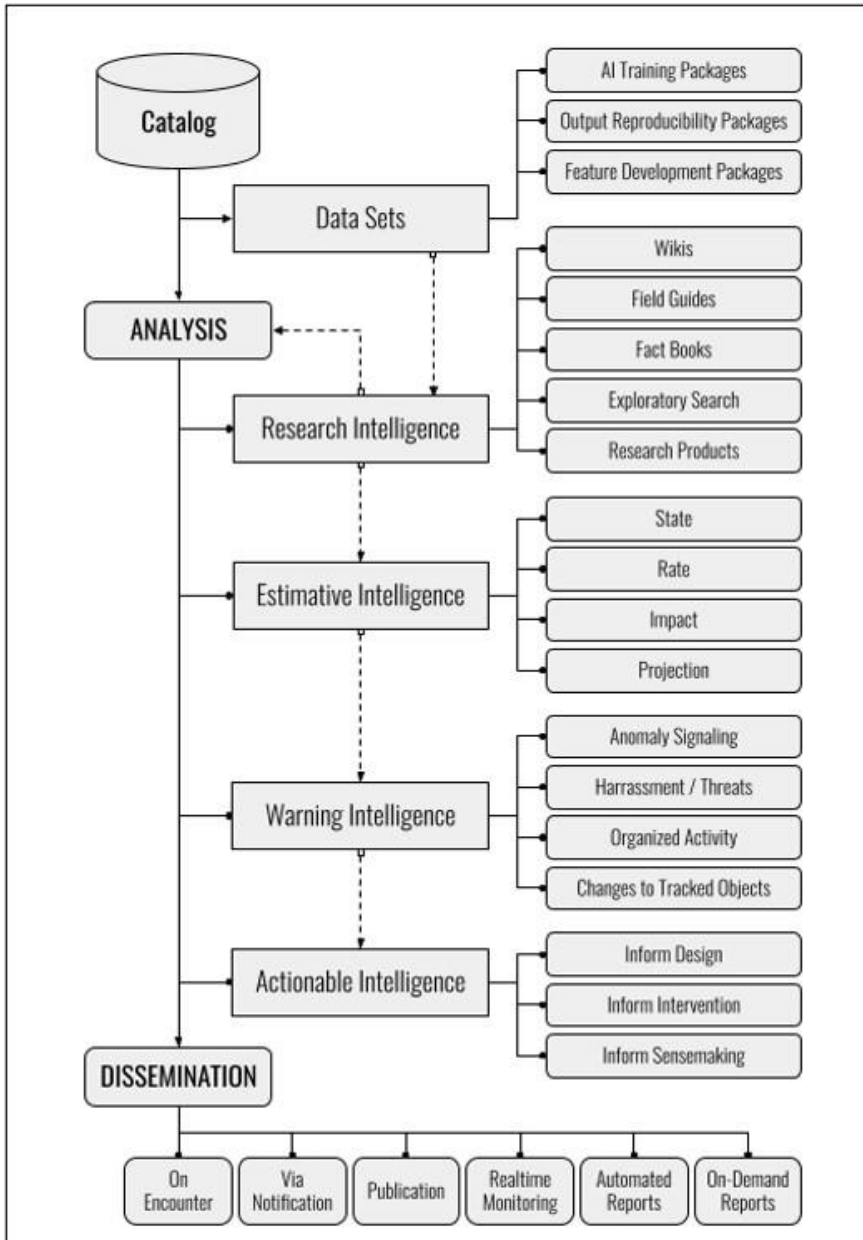 Catalog
AI Training Packages
Output Reproducibility Packages
Feature Development Packages
Data Sets
Wikis
Field Guides
Fact Books
Exploratory Search
Research Products
ANALYSIS
Research Intelligence
State
Rate
Impact
Projection
Estimative Intelligence
Anomaly Signaling
Harrassment / Threats
Organized Activity
Changes to Tracked Objects
Warning Intelligence
Inform Design
Inform Intervention
Inform Sensemaking
Actionable Intelligence
DISSEMINATION
On
Encounter
Via
Notification
Publication
Realtime
Monitoring
Automated
Reports
On-Demand
Reports